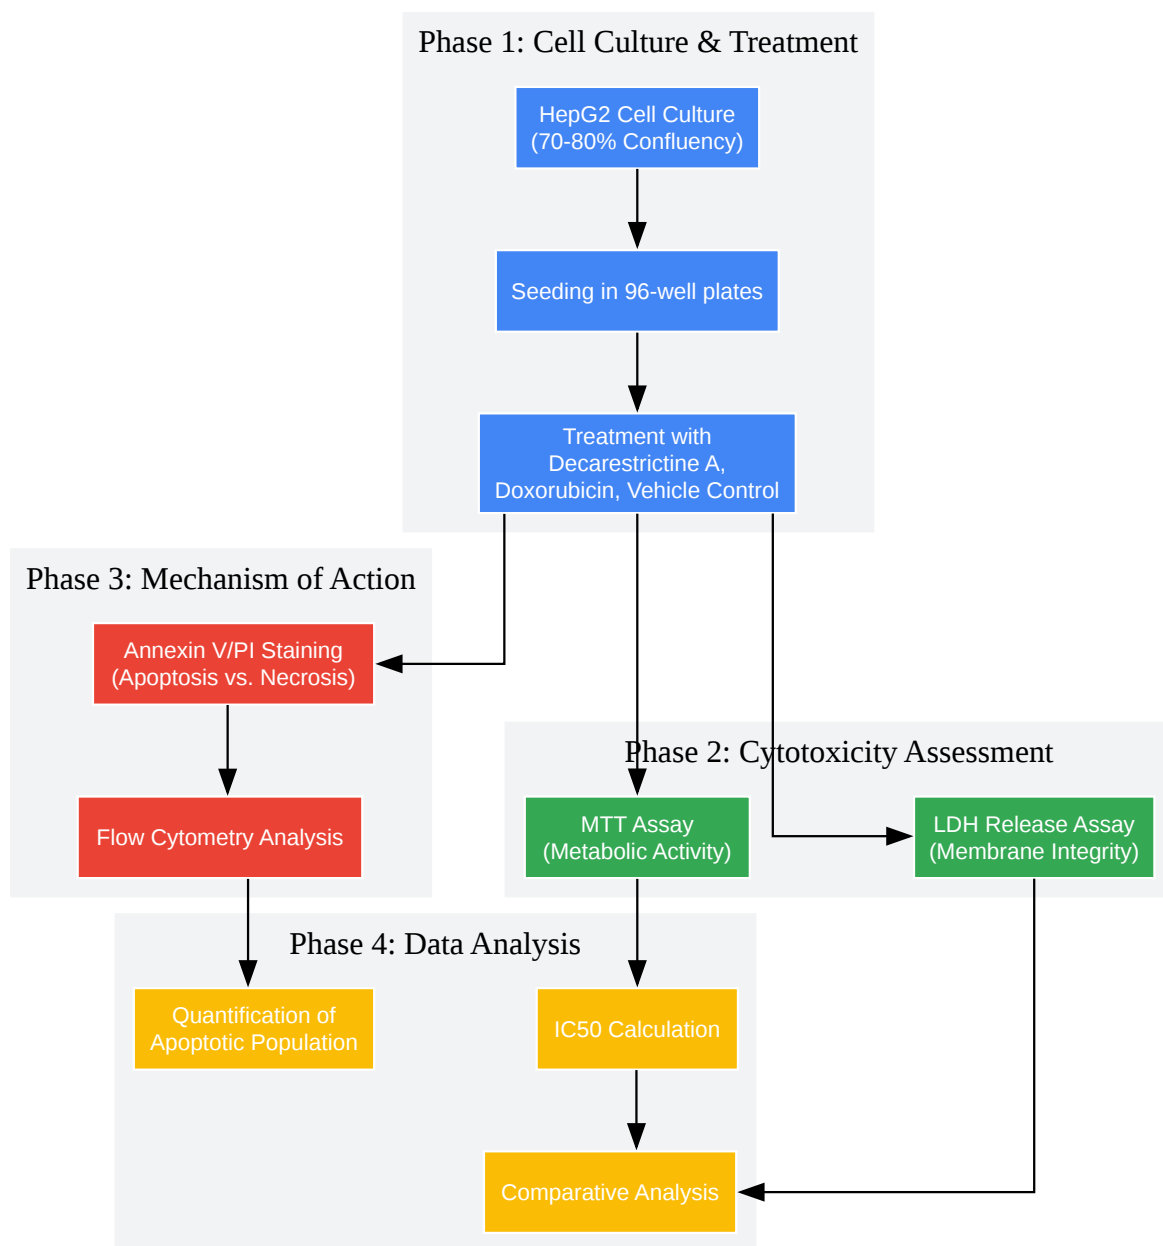 Phase 1: Cell Culture & Treatment
HepG2 Cell Culture
(70-80% Confluency)
Seeding in 96-well plates
Treatment with
Decarestrictine A,
Doxorubicin, Vehicle Control
Phase 3: Mechanism of Action
Annexin V/PI Staining
(Apoptosis vs. Necrosis)
Flow Cytometry Analysis
Phase 2: Cytotoxicity Assessment
MTT Assay
(Metabolic Activity)
LDH Release Assay
(Membrane Integrity)
Phase 4: Data Analysis
Quantification of
Apoptotic Population
IC50 Calculation
Comparative Analysis